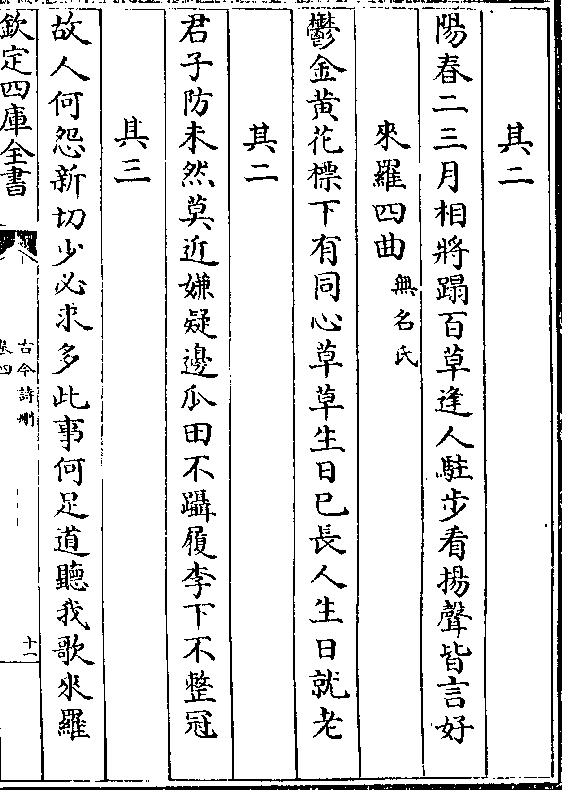 其二
陽春二三月相將蹋百草逢人駐步看揚聲皆言好
來羅四曲無名氏
鬱金黄花標下有同心草草生日已長人生日就老
其二
君子防未然莫近嫌疑邊瓜田不躡履李下不整冠
其三
故人何怨新切少必求多此事何足道聽我歌來羅
欽定四庫全書
古今詩刪
卷四
十一